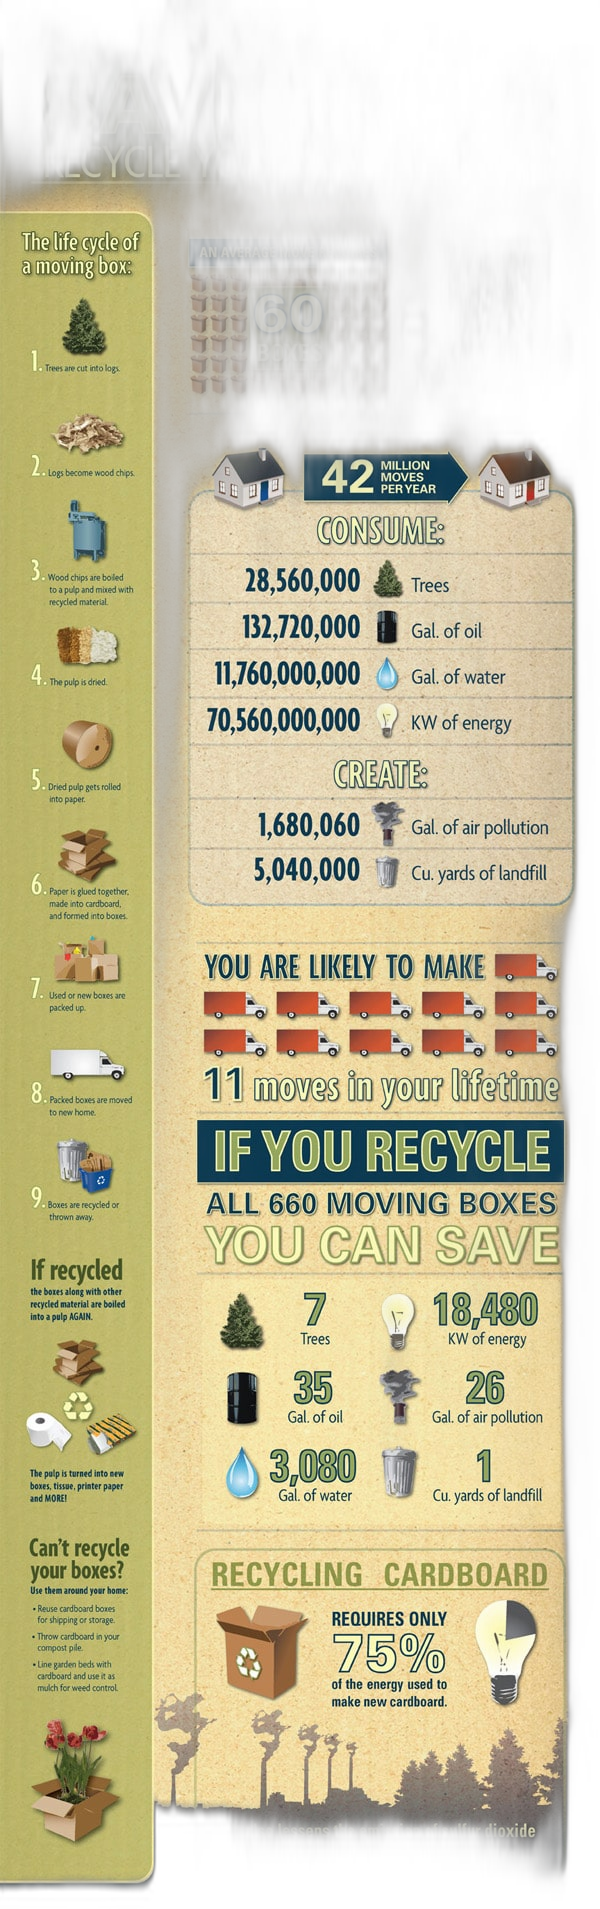 RECYCLE
The life cycle of
a moving box:
1. Trees are cut into logs.
2. Logs become wood chips.
3. Wood chips are boiled
to a pulp and mixed with
recycled material.
4. The pulp is dried.
5. Dried pulp gets rolled
into paper.
6. Paper is glued together,
made into cardboard,
and formed into boxes.
7. Used or new boxes are
packed up.
8. Packed boxes are moved
to new home.
9. Boxes are recycled or
thrown away.
If recycled
the boxes along with other
recycled material are boiled
into a pulp AGAIN.
The pulp is turned into new
boxes, tissue, printer paper
and MORE!
Can't recycle
your boxes?
Use them around your home:
• Reuse cardboard boxes
for shipping or storage.
• Throw cardboard in your
compost pile.
• Line garden beds with
cardboard and use it as
mulch for weed control.
AN AVERAGE
60
42 MILLION
MOVES
PER YEAR
CONSUME:
28,560,000 Trees
132,720,000 Gal. of oil
11,760,000,000 Gal. of water
70,560,000,000 KW of energy
CREATE:
1,680,060 Gal. of air pollution
5,040,000 Cu. yards of landfill
YOU ARE LIKELY TO MAKE
11 moves in your lifetime
IF YOU RECYCLE
ALL 660 MOVING BOXES
YOU CAN SAVE
7
Trees
18,480
KW of energy
35
Gal. of oil
26
Gal. of air pollution
3,080
Gal. of water
1
Cu. yards of landfill
RECYCLING CARDBOARD
REQUIRES ONLY
75%
of the energy used to
make new cardboard.
dioxide